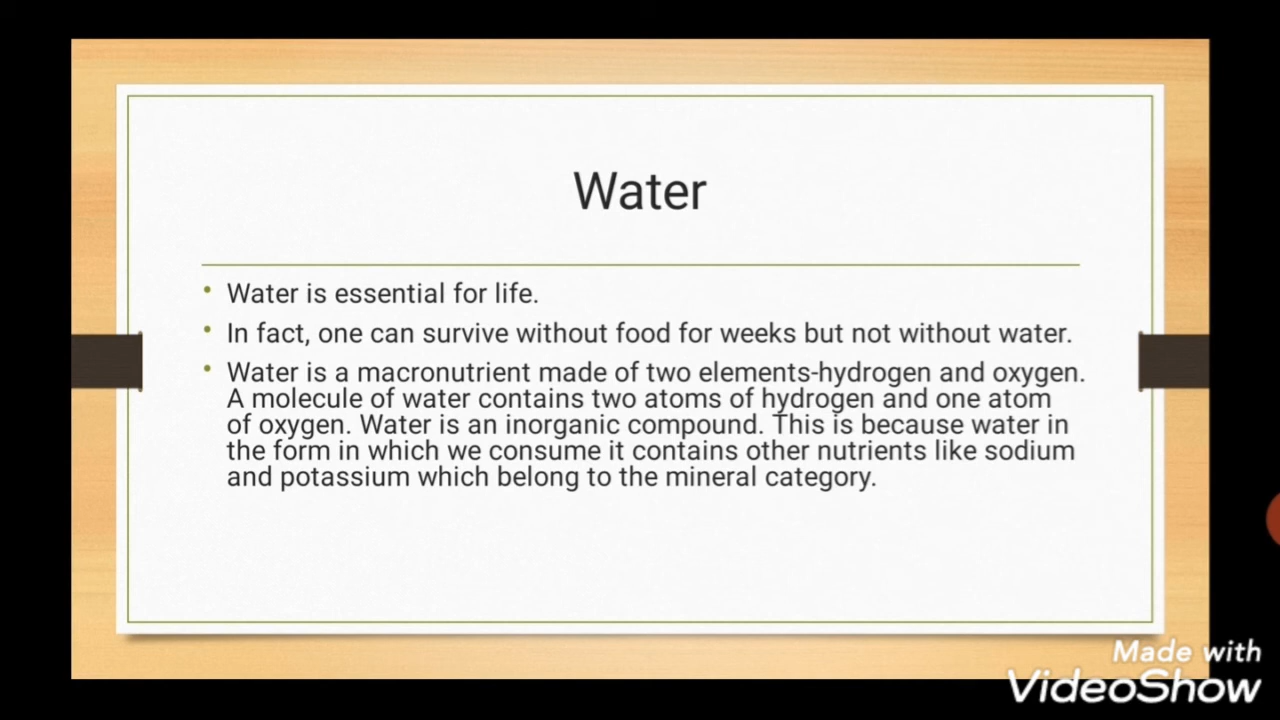 Water
• Water is essential for life.
• In fact, one can survive without food for weeks but not without water.
• Water is a macronutrient made of two elements-hydrogen and oxygen.
A molecule of water contains two atoms of hydrogen and one atom
of oxygen. Water is an inorganic compound. This is because water in
the form in which we consume it contains other nutrients like sodium
and potassium which belong to the mineral category.
Made with
VideoShow